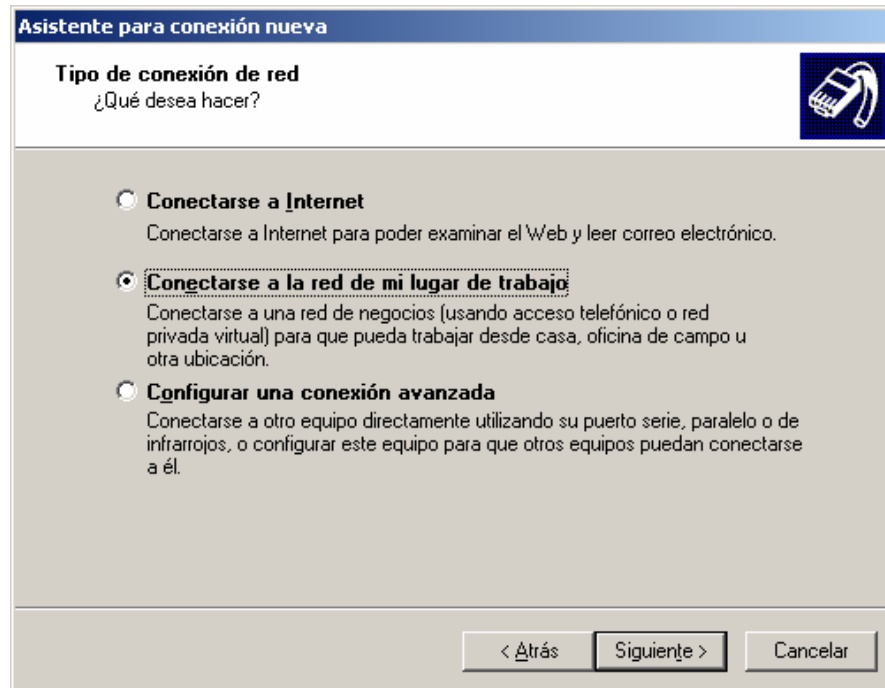 Asistente para conexión nueva
Tipo de conexión de red
¿Qué desea hacer?
Conectarse a Internet
Conectarse a Internet para poder examinar el Web y leer correo electrónico.
Conectarse a la red de mi lugar de trabajo
Conectarse a una red de negocios (usando acceso telefónico o red
privada virtual) para que pueda trabajar desde casa, oficina de campo u
otra ubicación.
Configurar una conexión avanzada
Conectarse a otro equipo directamente utilizando su puerto serie, paralelo o de
infrarrojos, o configurar este equipo para que otros equipos puedan conectarse
a él.
< Atrás Siguiente > Cancelar